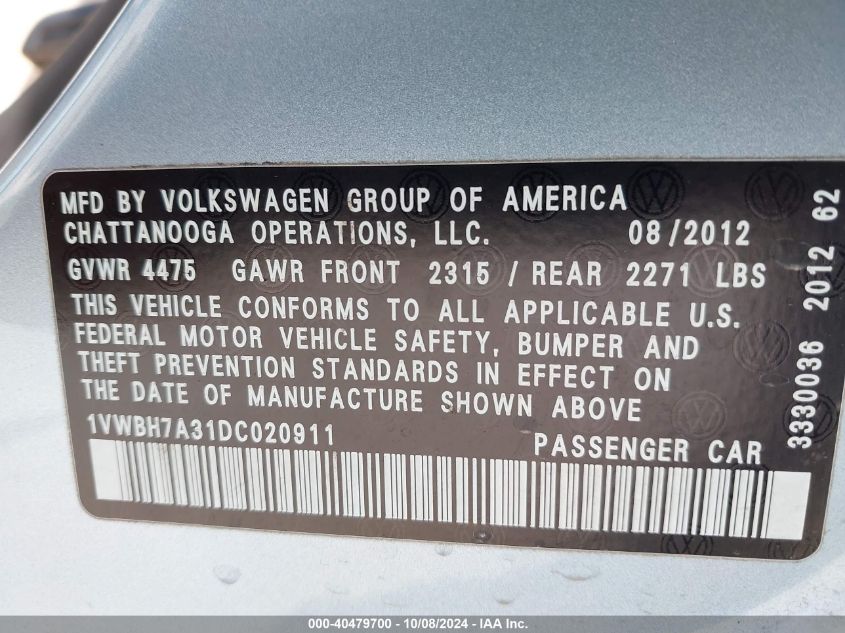 MFD BY VOLKSWAGEN GROUP OF AMERICA
CHATTANOOGA OPERATIONS, LLC. 08/2012
GVWR 4475 GAWR FRONT 2315 / REAR 2271 LBS
THIS VEHICLE CONFORMS TO ALL APPLICABLE U.S.
FEDERAL MOTOR VEHICLE SAFETY, BUMPER AND
THEFT PREVENTION STANDARDS IN EFFECT ON
THE DATE OF MANUFACTURE SHOWN ABOVE
1VWBH7A31DC020911 PASSENGER CAR
3330036 2012 62
000-40479700 - 10/08/2024 - IAA Inc.